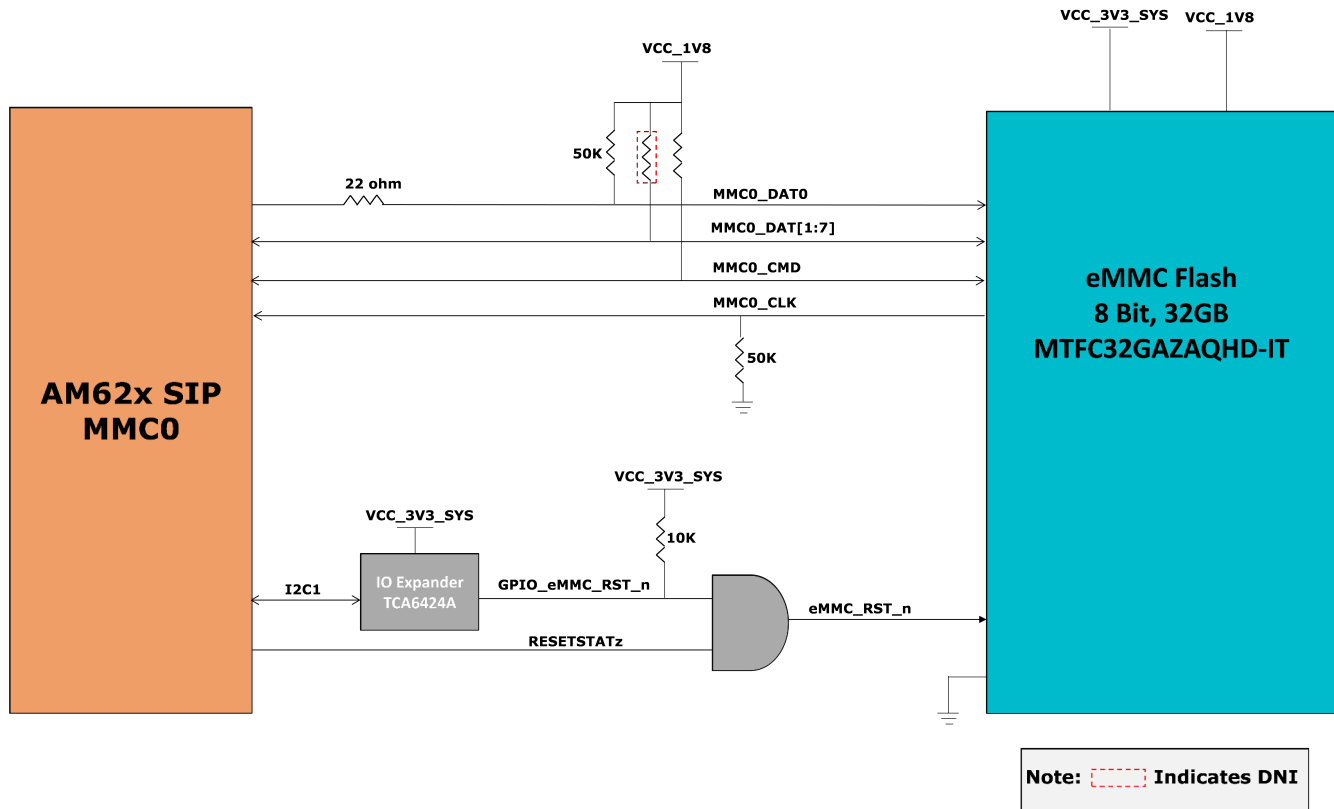 VCC_3V3_SYS
VCC_1V8
VCC_1V8
50K
22 ohm
MMC0_DAT0
MMC0_DAT[1:7]
MMC0_CMD
MMC0_CLK
50K
AM62x SIP
MMC0
eMMC Flash
8 Bit, 32GB
MTFC32GAZAQHD-IT
VCC_3V3_SYS
10K
VCC_3V3_SYS
IO Expander
TCA6424A
I2C1
GPIO_eMMC_RST_n
eMMC_RST_n
RESETSTATz
Note: Indicates DNI